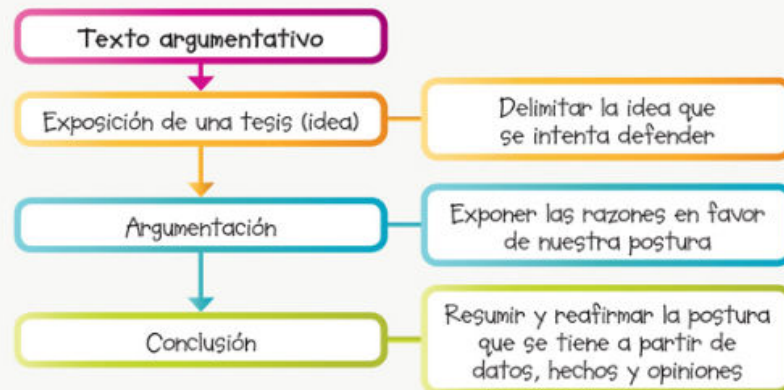 Texto argumentativo
Exposición de una tesis (idea)
Delimitar la idea que
se intenta defender
Argumentación
Exponer las razones en favor
de nuestra postura
Conclusión
Resumir y reafirmar la postura
que se tiene a partir de
datos, hechos y opiniones